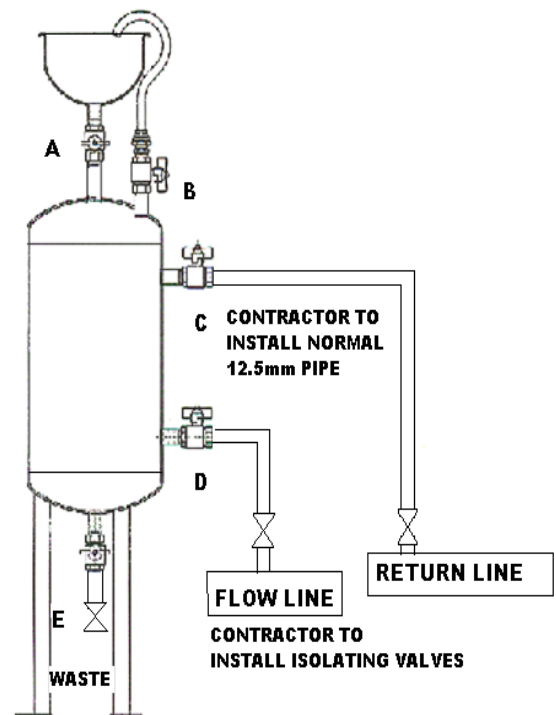 A
B
C
CONTRACTOR TO
INSTALL NORMAL
12.5mm PIPE
D
RETURN LINE
FLOW LINE
E
CONTRACTOR TO
INSTALL ISOLATING VALVES
WASTE